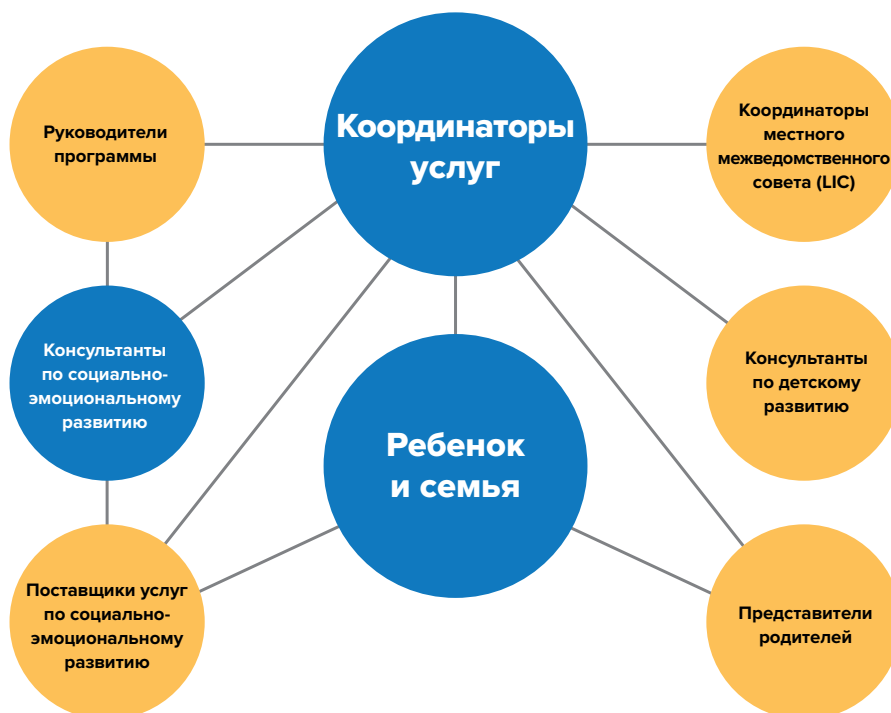 Руководители
программы
Координаторы
услуг
Координаторы
местного
межведомственного
совета (LIC)
Консультанты
по социально-
эмоциональному
развитию
Ребенок
и семья
Консультанты
по детскому
развитию
Поставщики услуг
по социально-
эмоциональному
развитию
Представители
родителей